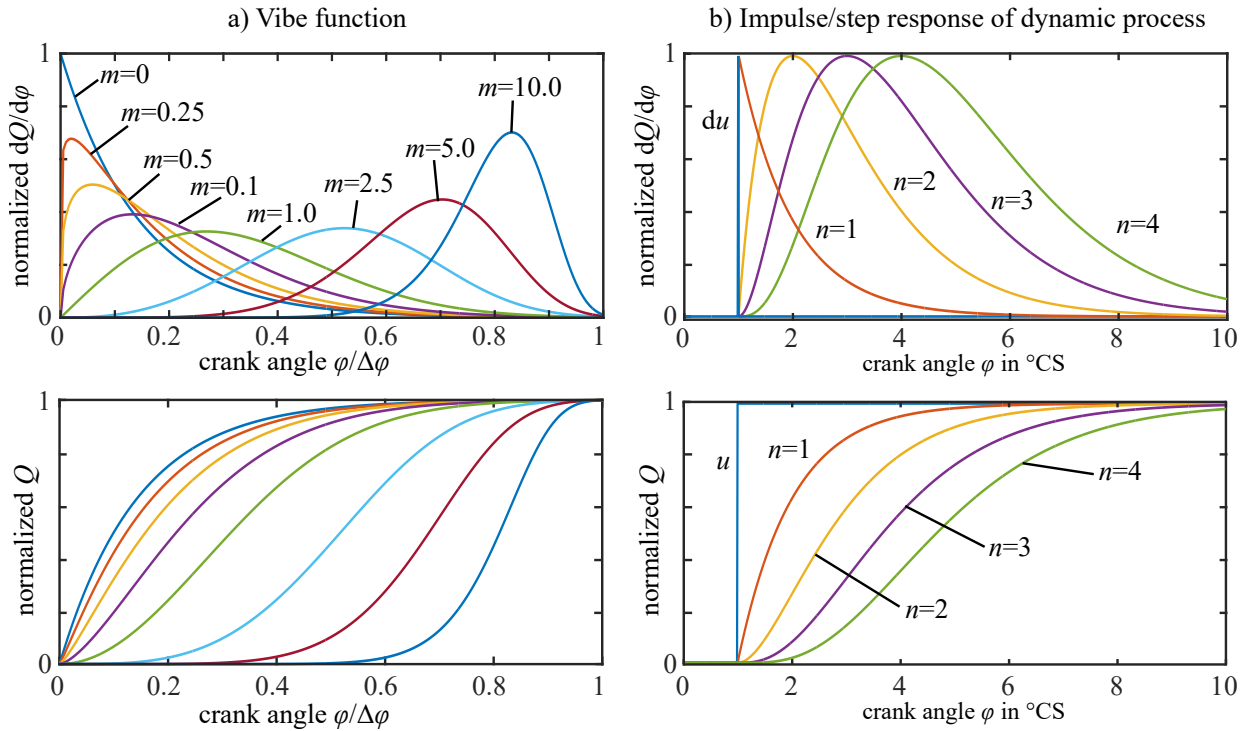 a) Vibe function
b) Impulse/step response of dynamic process
normalized dQ/dφ
1
0
m=0
m=0.25
m=0.5
m=0.1
m=1.0
m=2.5
m=5.0
m=10.0
0 0.2 0.4 0.6 0.8 1
crank angle φ/Δφ
normalized dQ/dφ
1
0
du
n=1
n=2
n=3
n=4
0 2 4 6 8 10
crank angle φ in °CS
normalized Q
1
0
0 0.2 0.4 0.6 0.8 1
crank angle φ/Δφ
normalized Q
1
0
u
n=1
n=4
n=3
n=2
0 2 4 6 8 10
crank angle φ in °CS